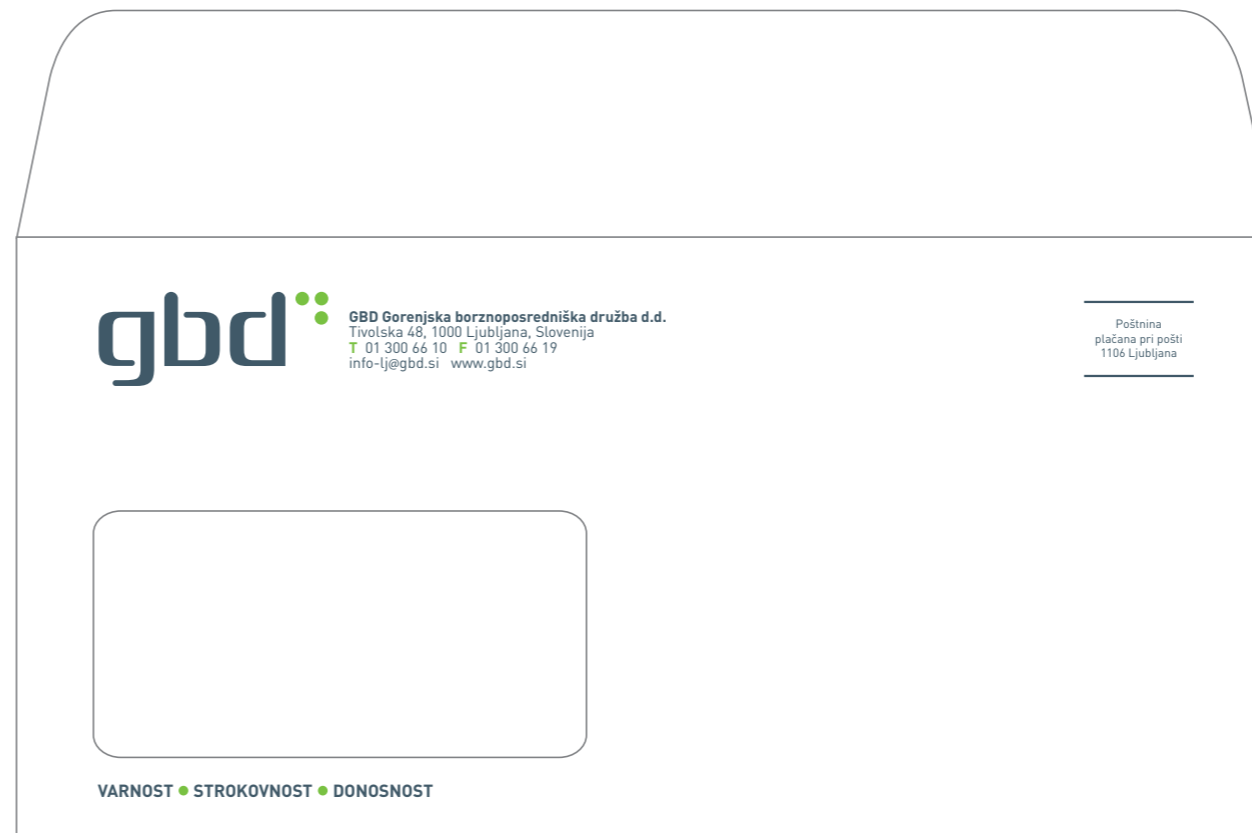 gbd
GBD Gorenjska borznoposredniška družba d.d.
Tivolska 48, 1000 Ljubljana, Slovenija
T 01 300 66 10 F 01 300 66 19
info-lj@gbd.si www.gbd.si
Poštnina
plačana pri pošti
1106 Ljubljana
VARNOST ● STROKOVNOST ● DONOSNOST